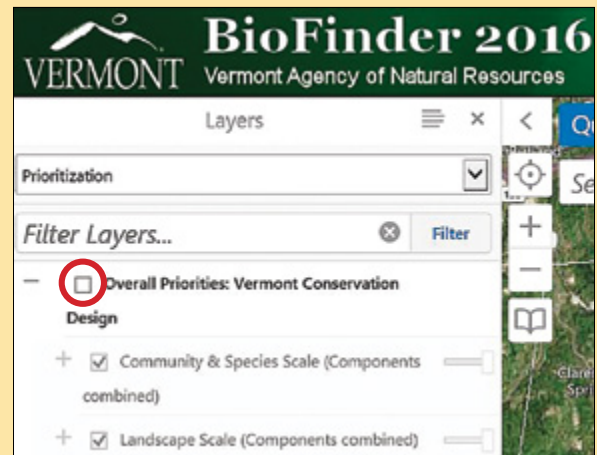 VERMONT
BioFinder 2016
Vermont Agency of Natural Resources
Layers
Prioritization
Filter Layers...
Filter
Overall Priorities: Vermont Conservation
Design
Community & Species Scale (Components
combined)
Landscape Scale (Components combined)